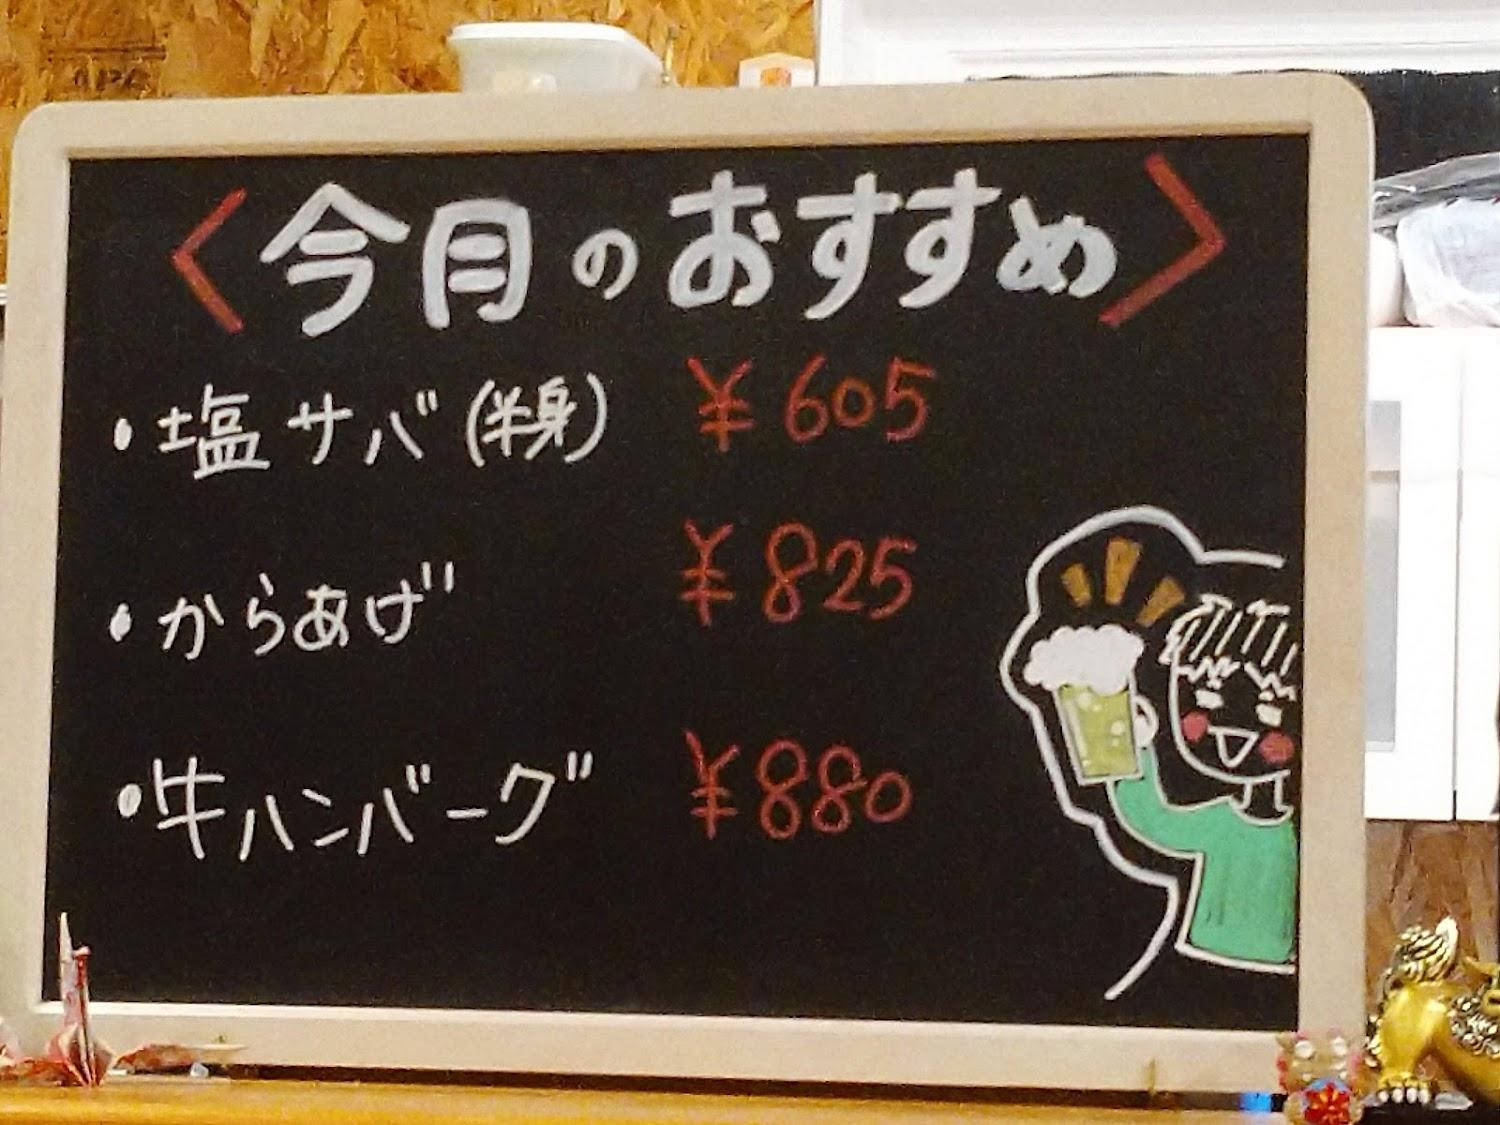 〈今月のおすすめ〉
・塩サバ(半身) ¥605
・からあげ ¥825
・牛ハンバーグ ¥880